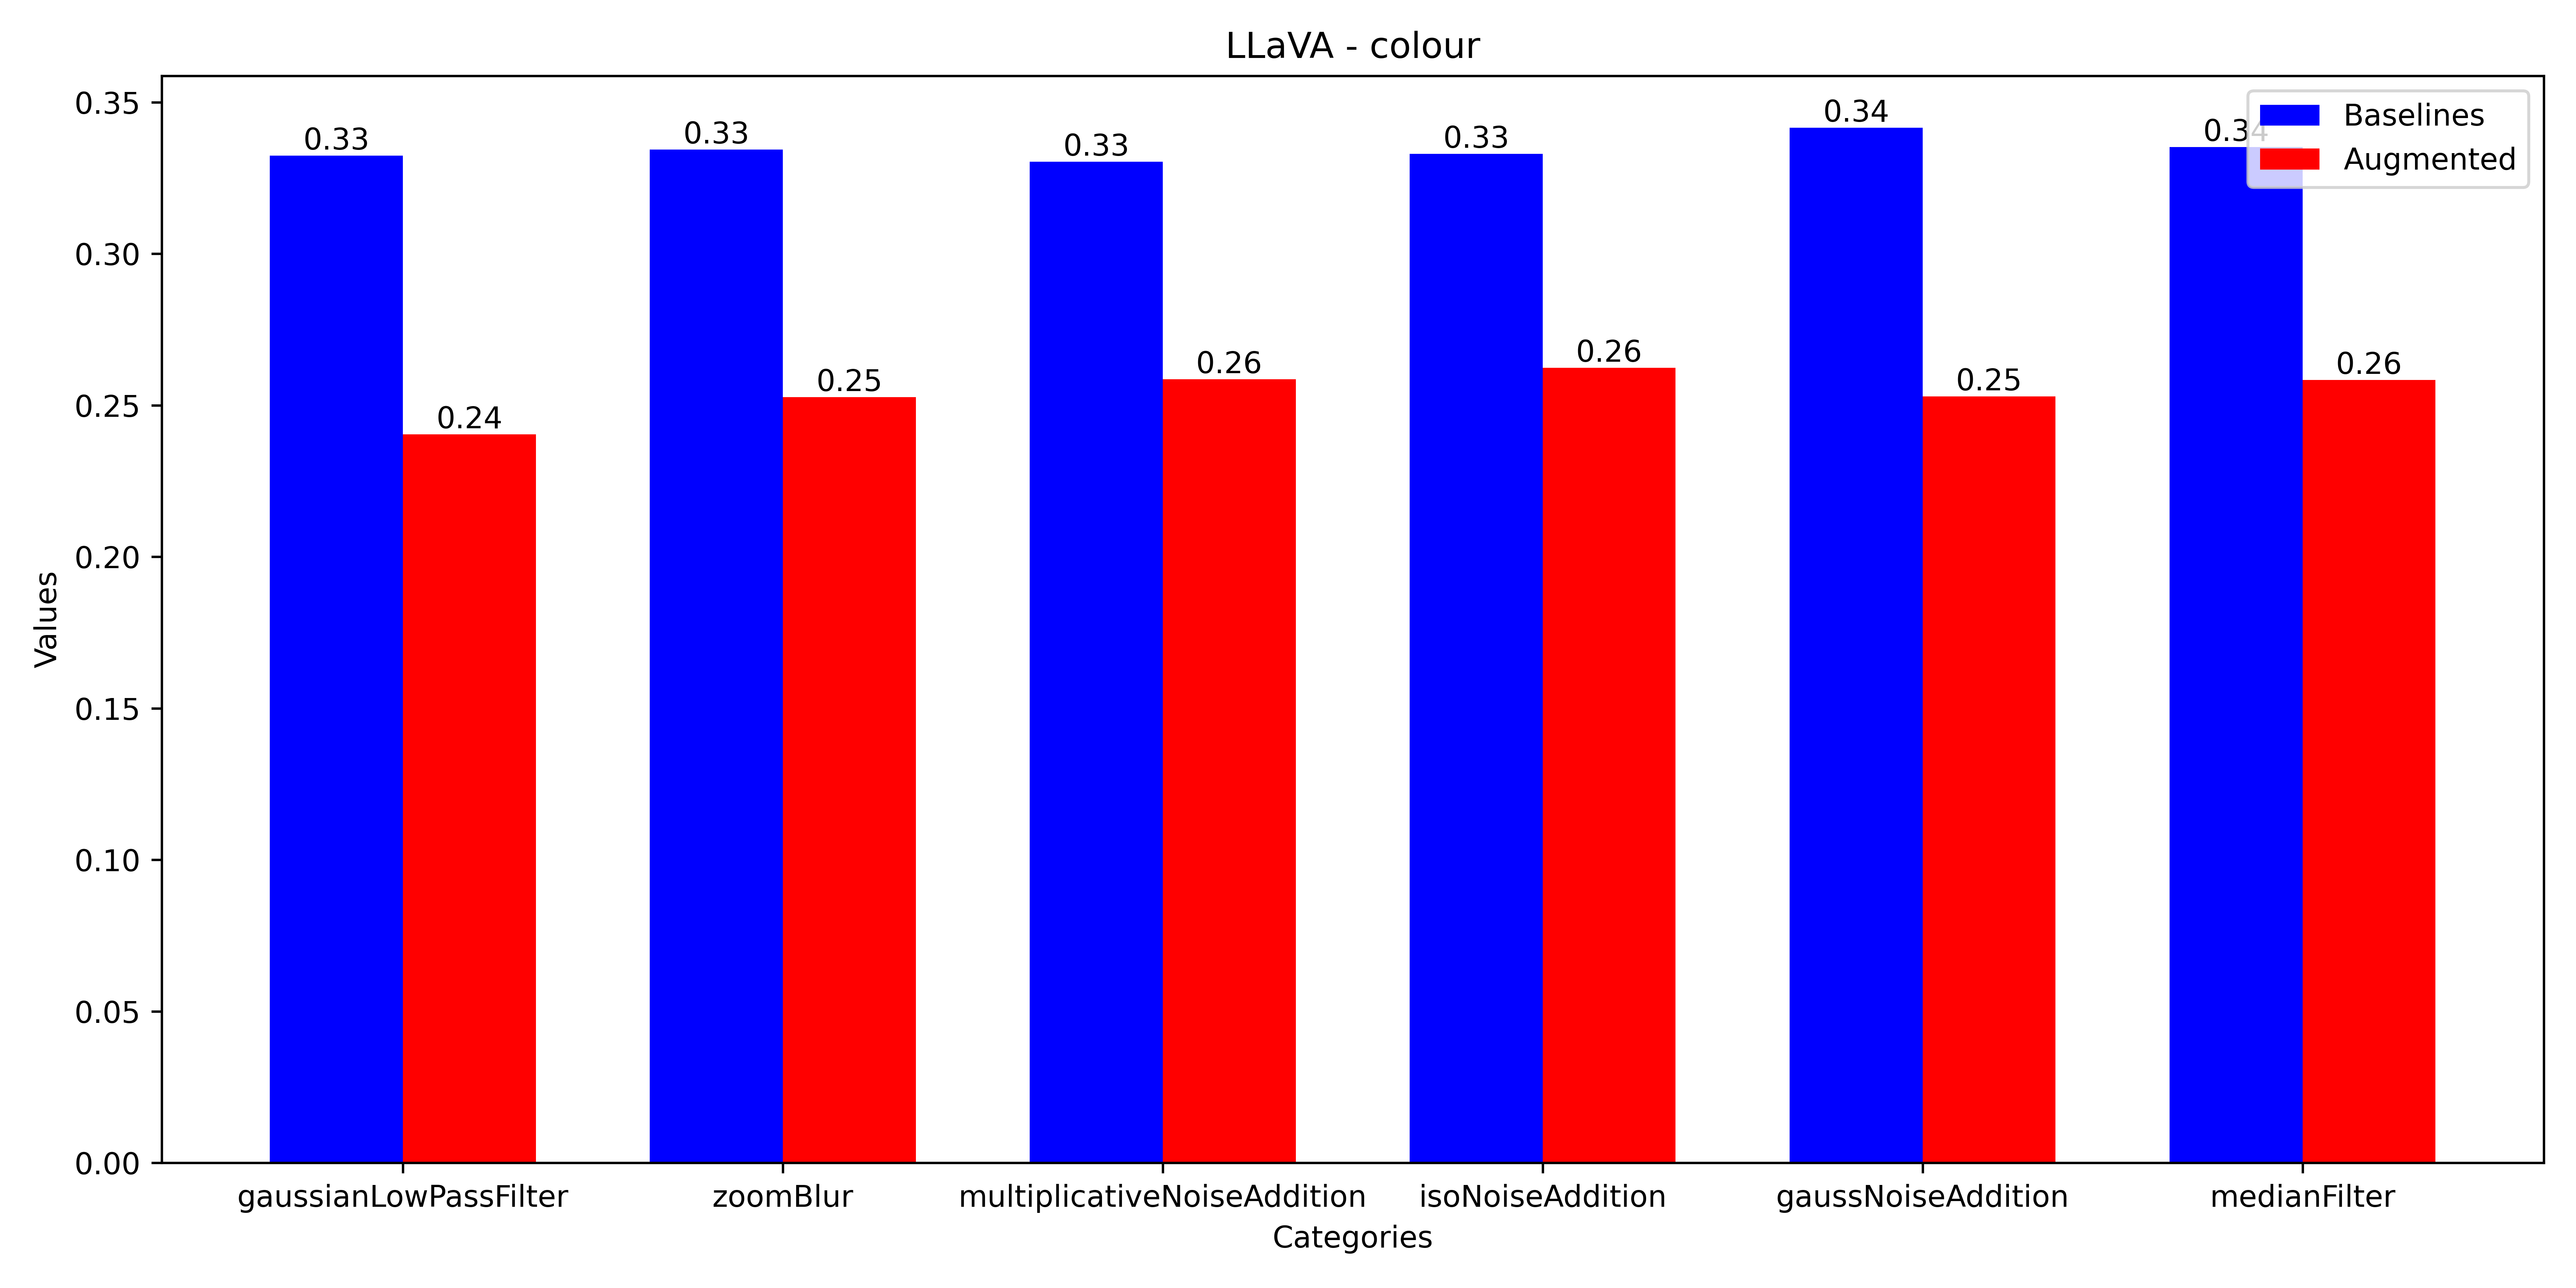 LLaVA - colour
0.35
0.30
0.25
0.20
0.15
0.10
0.05
0.00
Values
0.33
0.24
0.33
0.25
0.33
0.26
0.33
0.26
0.34
0.25
0.34
0.26
Baselines
Augmented
gaussianLowPassFilter
zoomBlur
multiplicativeNoiseAddition
isoNoiseAddition
gaussNoiseAddition
medianFilter
Categories